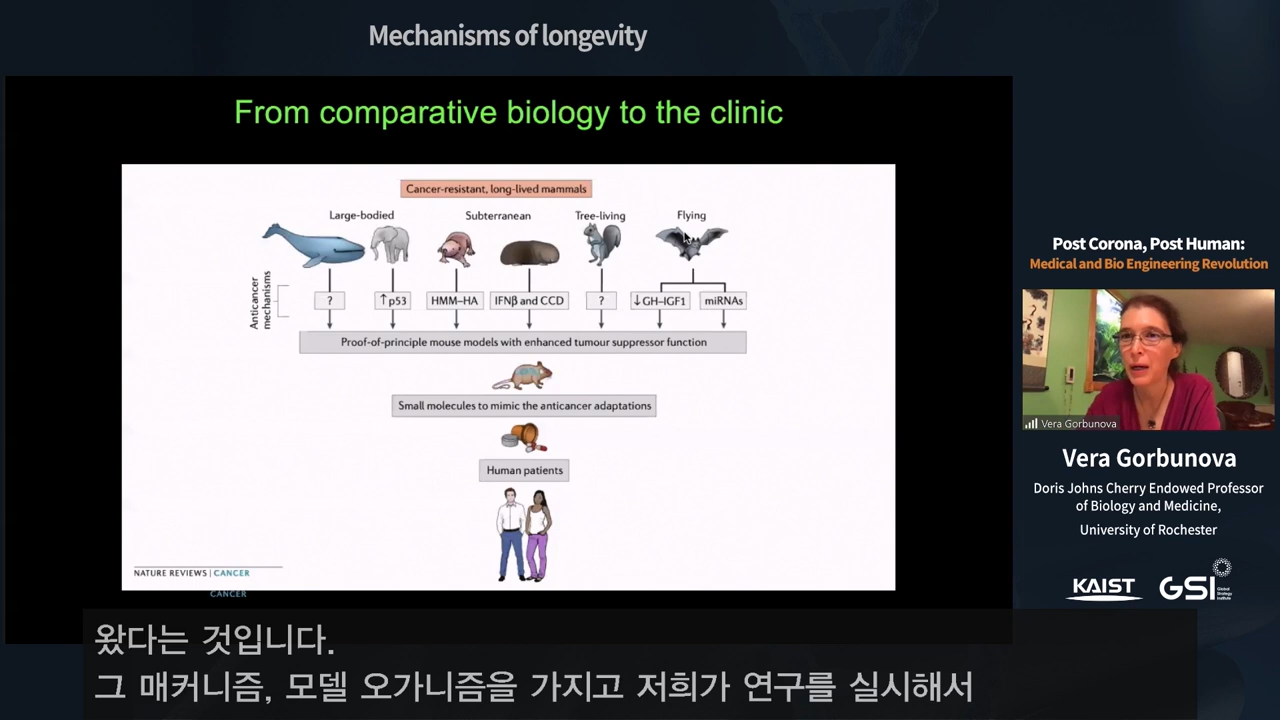 Mechanisms of longevity
From comparative biology to the clinic
Cancer-resistant, long-lived mammals
Large-bodied
Subterranean
Tree-living
Flying
Anticancer
mechanisms
?
↑p53
HMM–HA
IFNβ and CCD
?
↓GH–IGF1
miRNAs
Proof-of-principle mouse models with enhanced tumour suppressor function
Small molecules to mimic the anticancer adaptations
Human patients
NATURE REVIEWS | CANCER
CANCER
Post Corona, Post Human:
Medical and Bio Engineering Revolution
Vera Gorbunova
Vera Gorbunova
Doris Johns Cherry Endowed Professor
of Biology and Medicine,
University of Rochester
KAIST
GSI Global
Strategy
Institute
왔다는 것입니다.
그 매커니즘, 모델 오가니즘을 가지고 저희가 연구를 실시해서